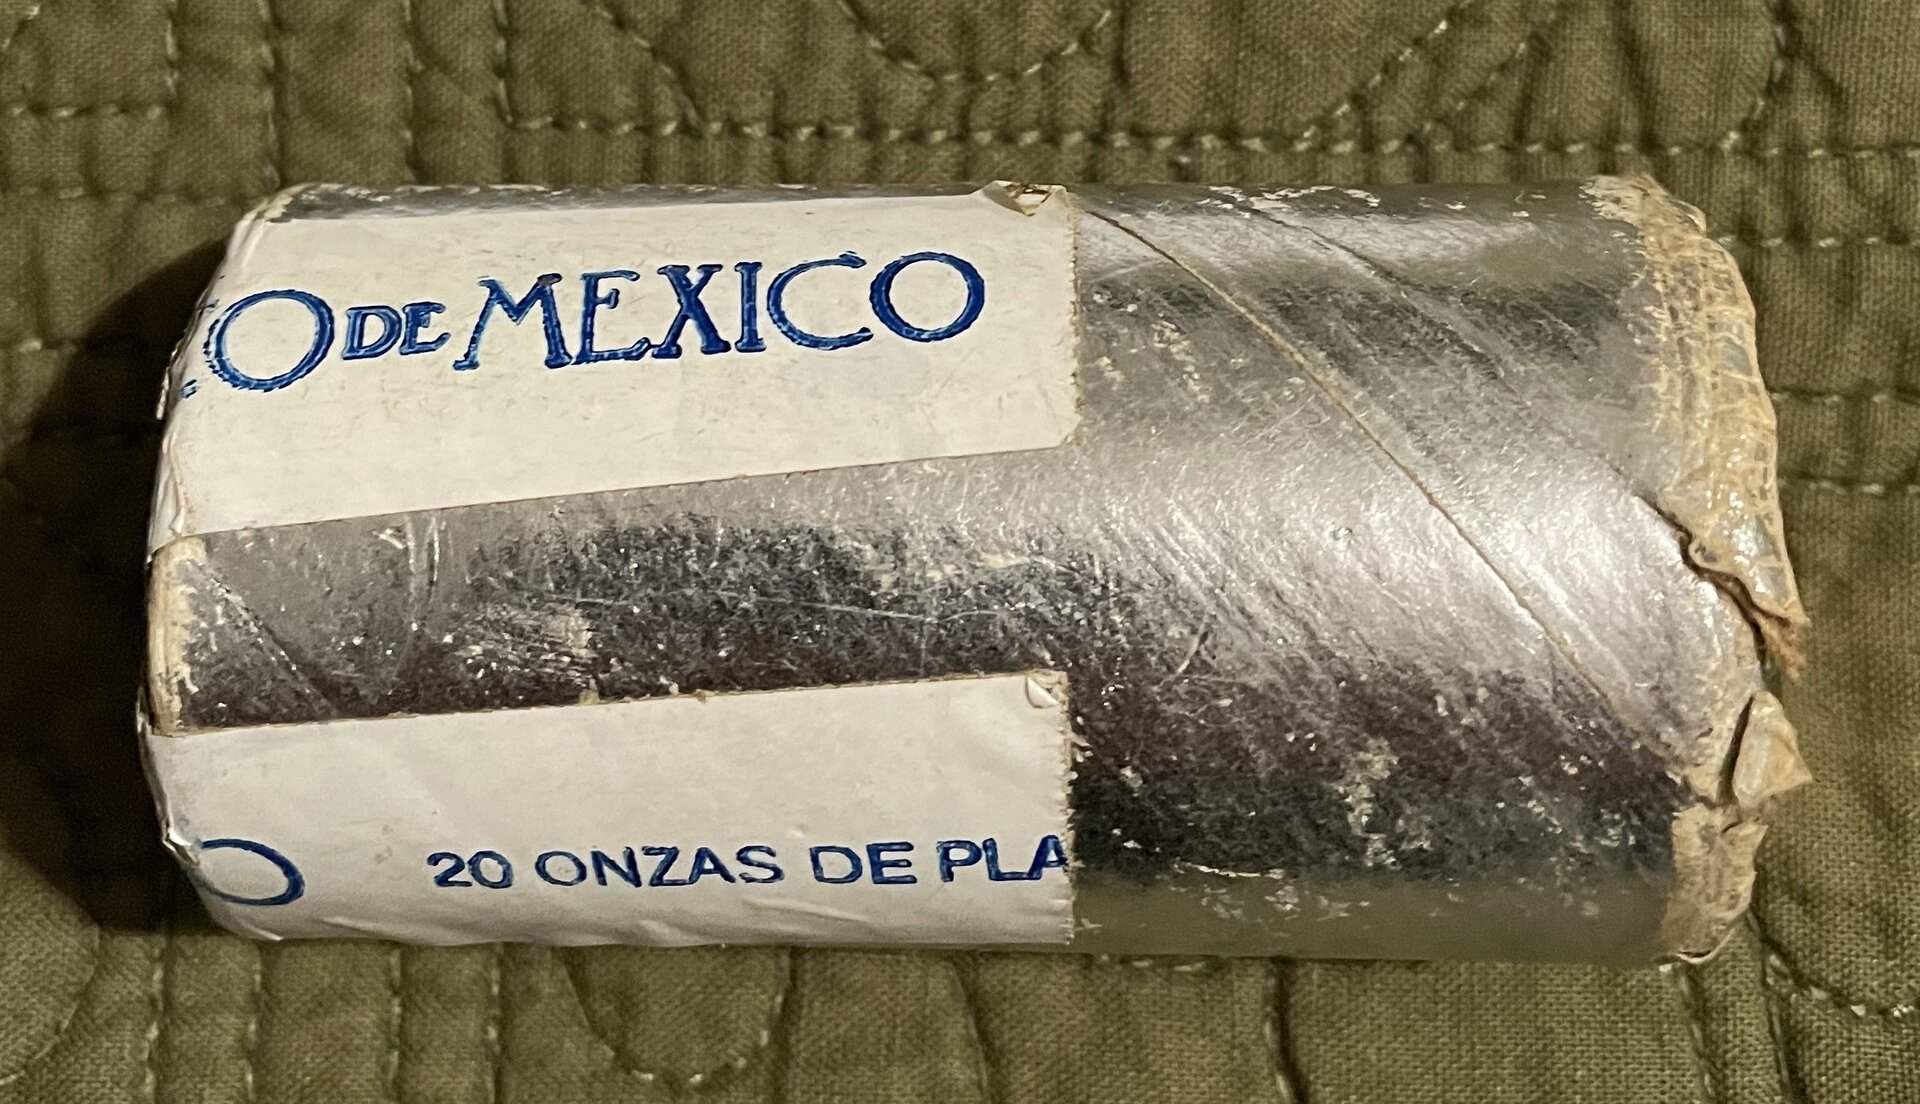 O DE MEXICO
20 ONZAS DE PLA